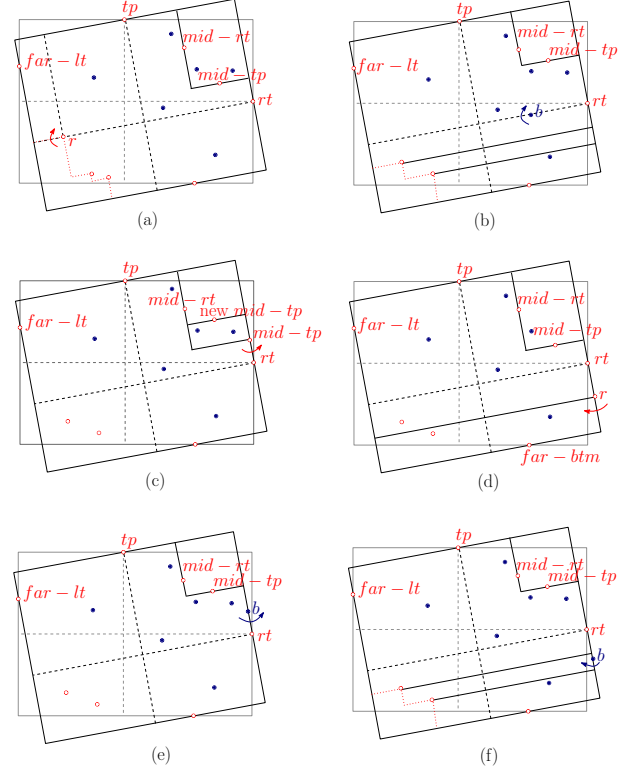 tp
mid − rt
far − lt
mid − tp
rt
r
(a)
tp
mid − rt
mid − tp
far − lt
rt
b
(b)
tp
mid − rt
new mid − tp
far − lt
mid − tp
rt
(c)
tp
mid − rt
far − lt
mid − tp
rt
r
far − btm
(d)
tp
mid − rt
mid − tp
far − lt
b
rt
(e)
tp
mid − rt
mid − tp
far − lt
rt
b
(f)